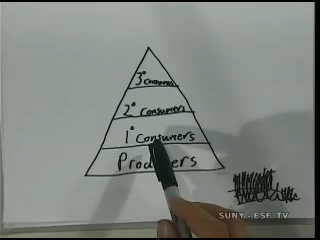 3° Consumers
2° Consumers
1° Consumers
Producers
SUNY - ESF TV